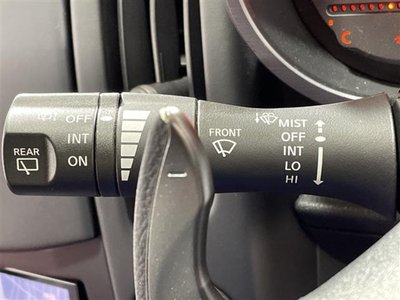 OFF
INT
ON
REAR
FRONT
MIST
OFF
INT
LO
HI
C